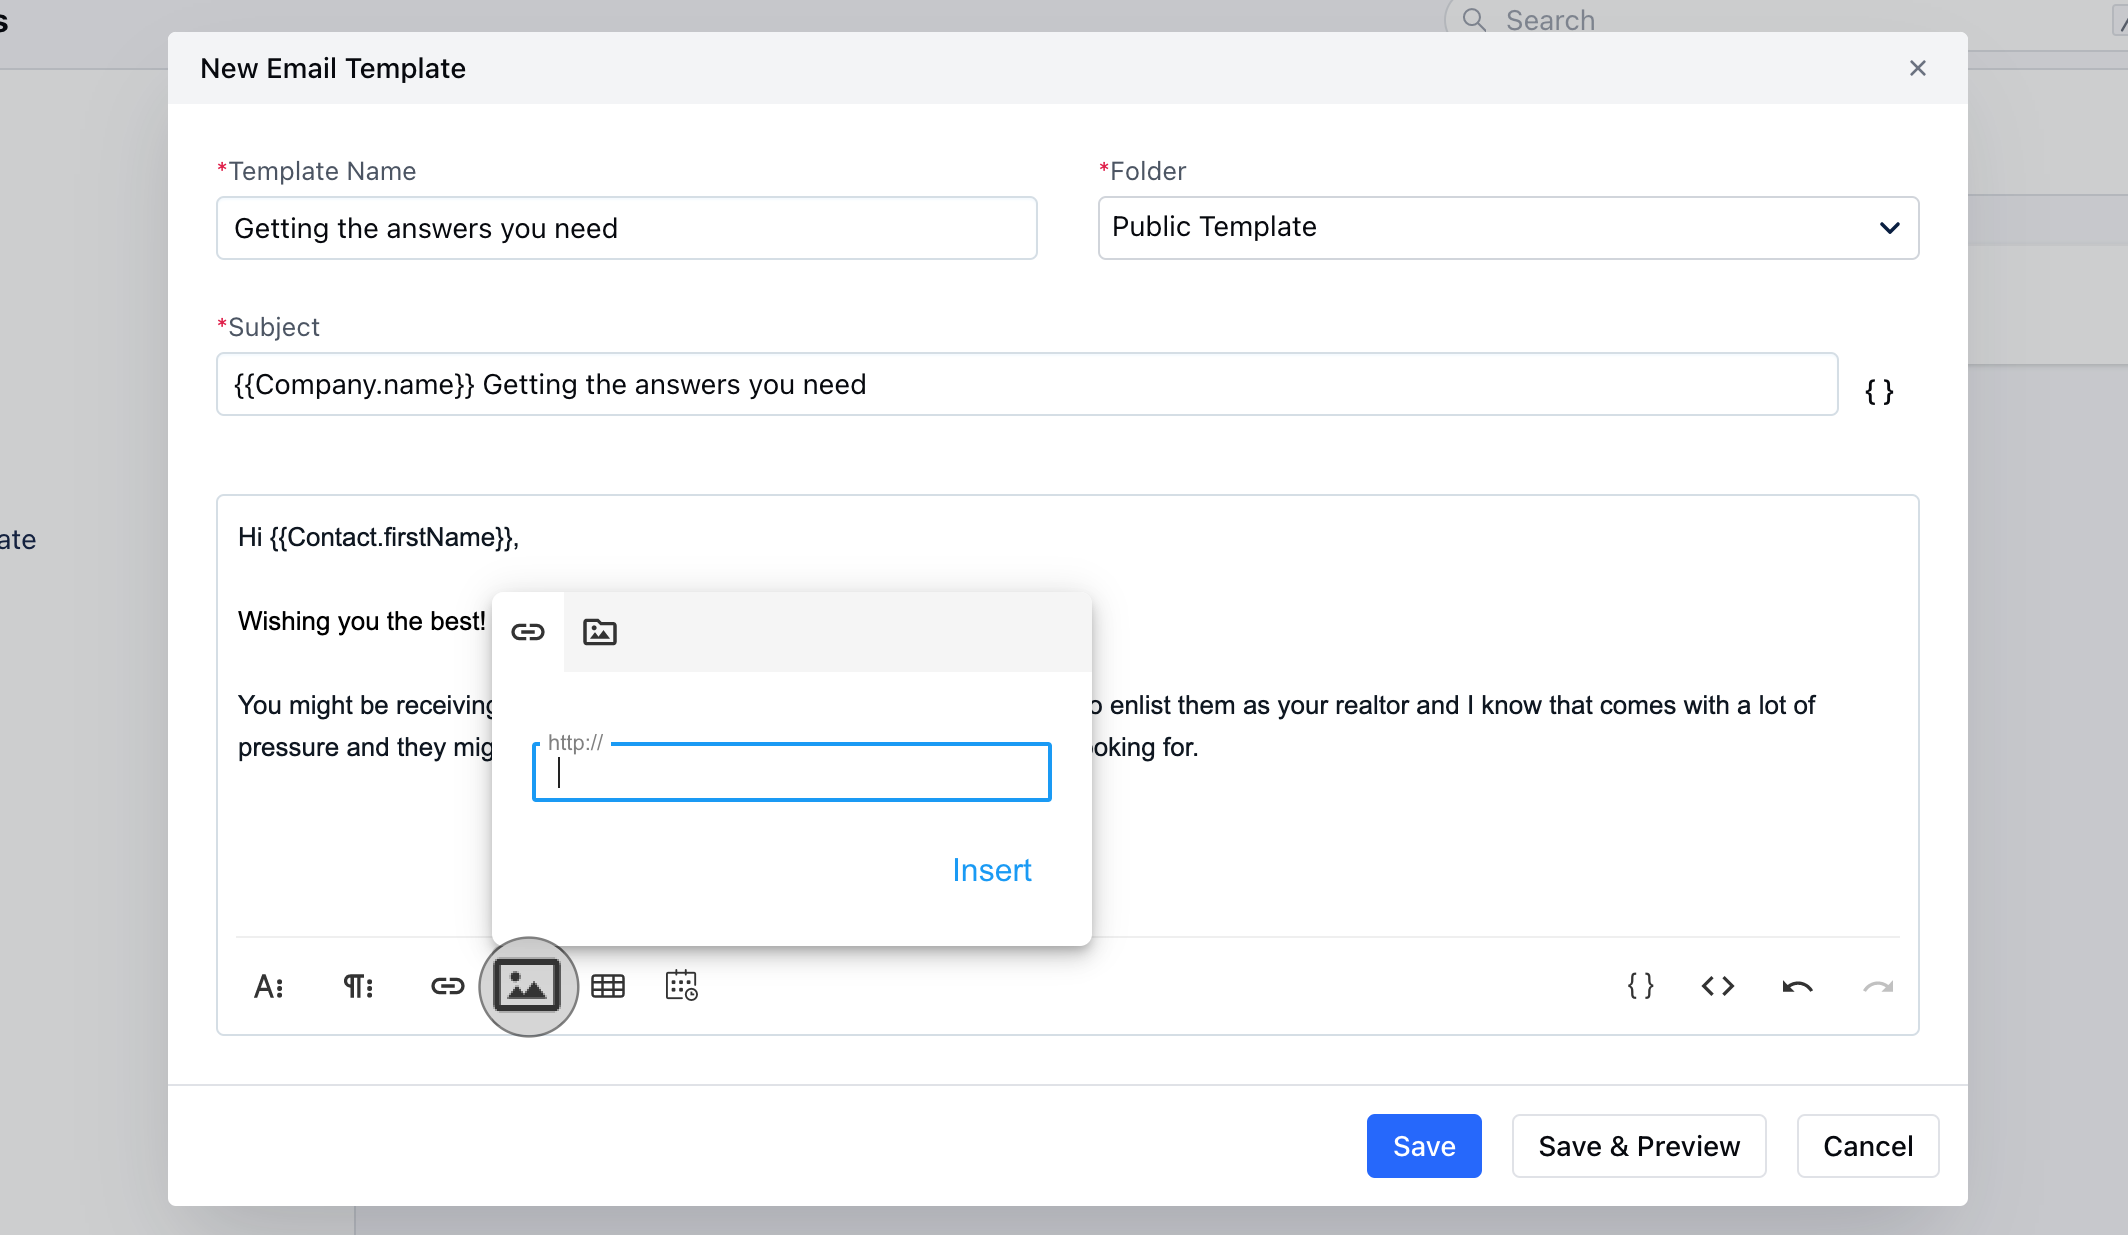 s
Search
New Email Template
*Template Name
*Folder
Getting the answers you need
Public Template
*Subject
{{Company.name}} Getting the answers you need
{ }
ate
Hi {{Contact.firstName}},
Wishing you the best!
You might be receiving
enlist them as your realtor and I know that comes with a lot of
http://
pressure and they mig
oking for.
Insert
A:
¶:
{ }
< >
Save
Save & Preview
Cancel